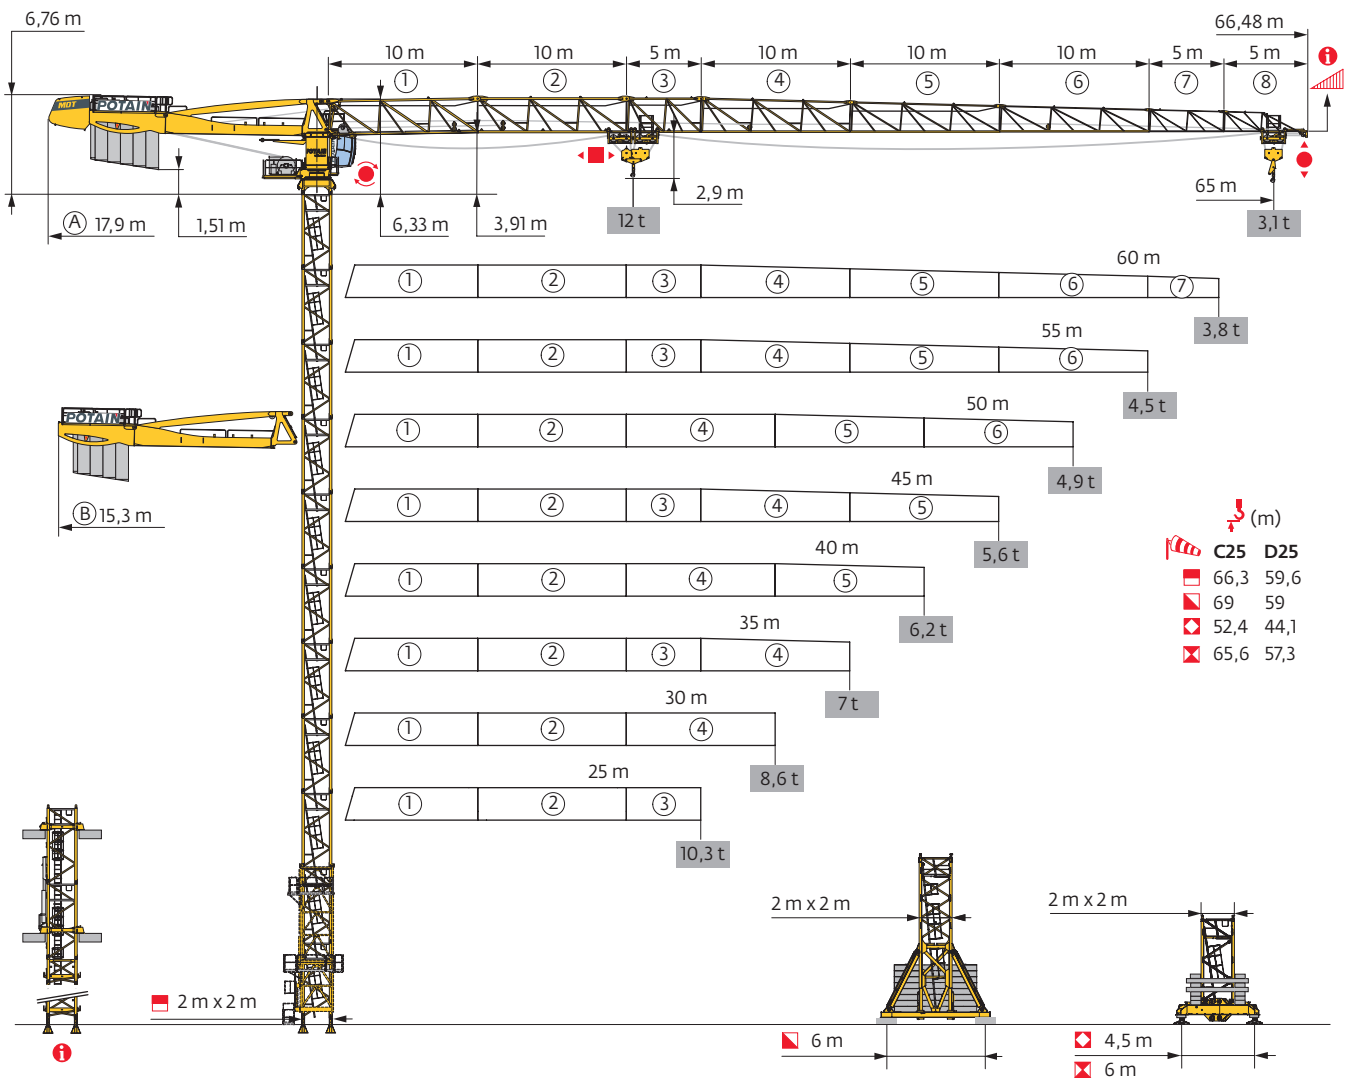 6,76 m
66,48 m
10 m 10 m 5 m 10 m 10 m 10 m 5 m 5 m
1 2 3 4 5 6 7 8
i
MDT POTAIN
POTAIN
65 m
2,9 m
A 17,9 m
1,51 m
6,33 m
3,91 m
12 t
3,1 t
60 m
1 2 3 4 5 6 7
3,8 t
55 m
1 2 3 4 5 6
4,5 t
POTAIN
50 m
1 2 4 5 6
4,9 t
45 m
1 2 3 4 5
B 15,3 m
5,6 t
(m)
C25 D25
66,3 59,6
69 59
52,4 44,1
65,6 57,3
40 m
1 2 4 5
6,2 t
35 m
1 2 3 4
7 t
30 m
1 2 4
8,6 t
25 m
1 2 3
10,3 t
2 m x 2 m
2 m x 2 m
2 m x 2 m
6 m
4,5 m
6 m
i